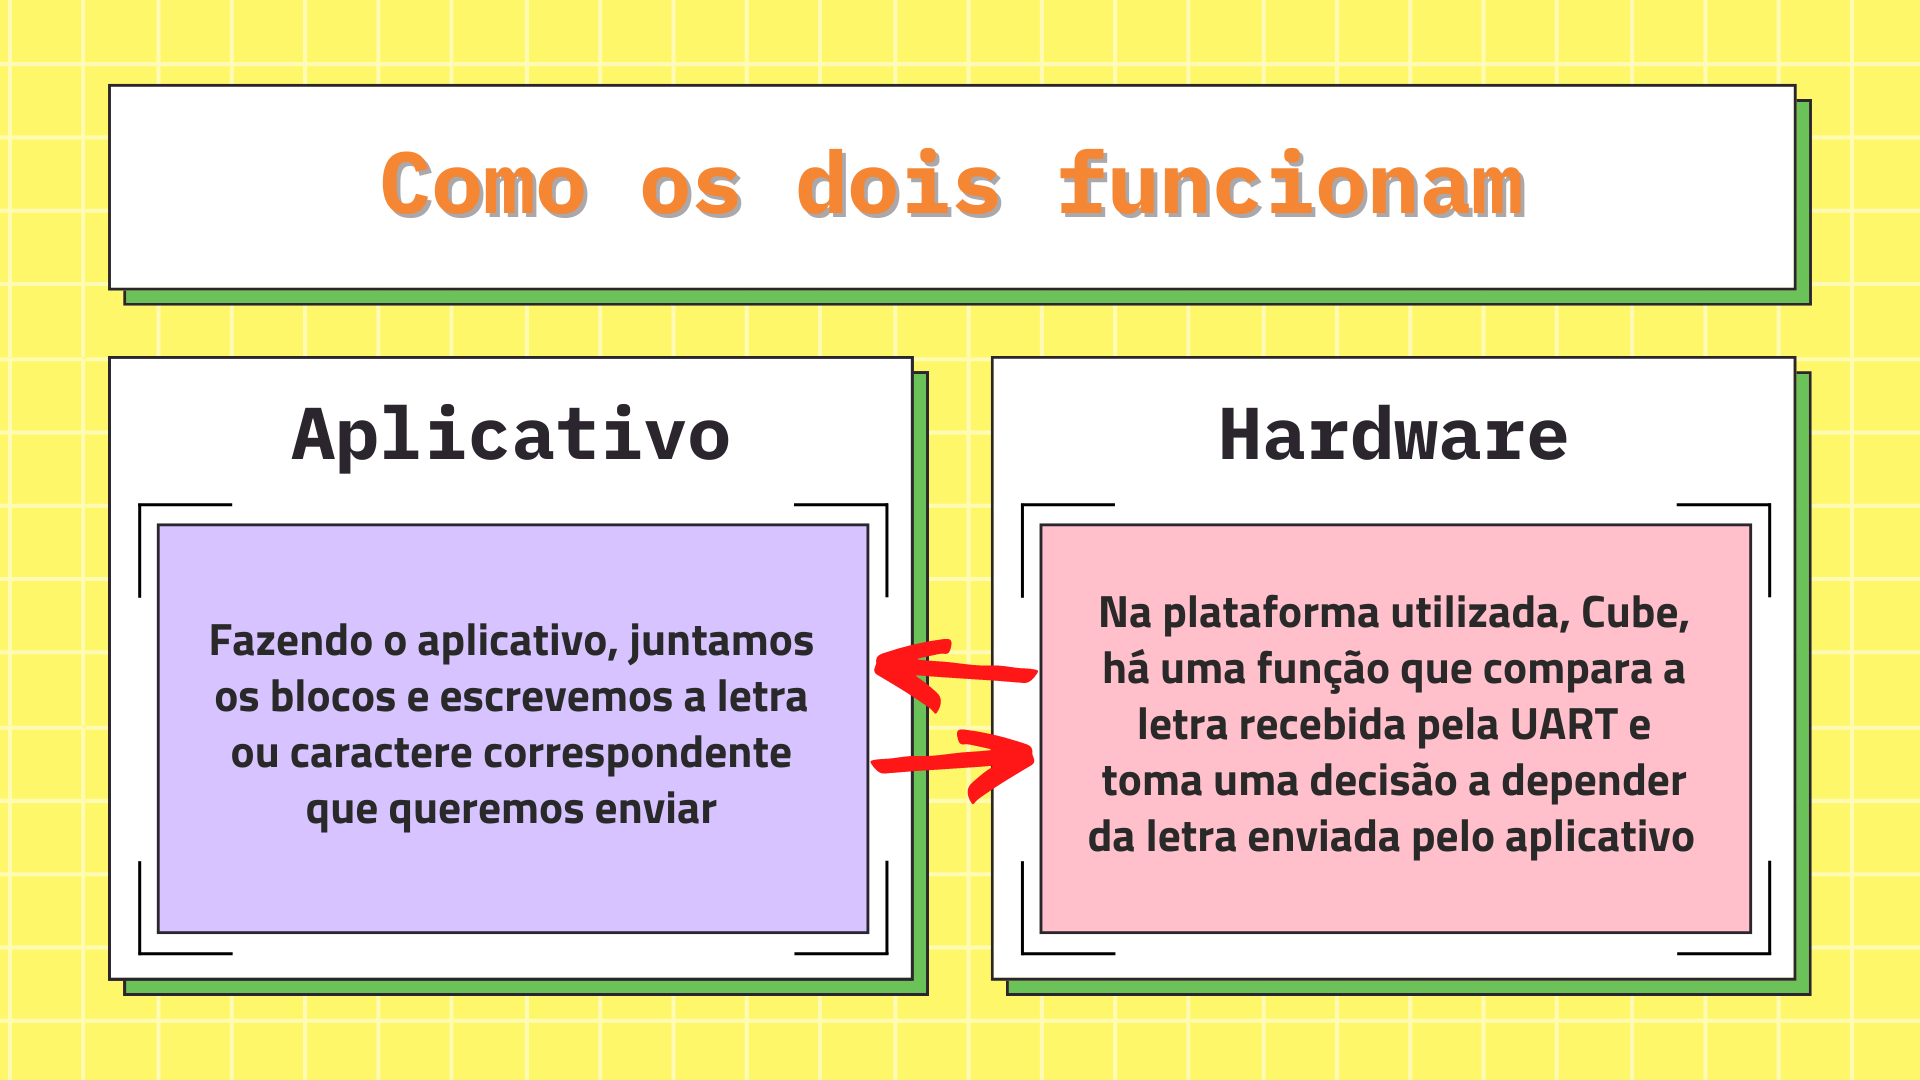 Como os dois funcionam
Aplicativo
Fazendo o aplicativo, juntamos
os blocos e escrevemos a letra
ou caractere correspondente
que queremos enviar
Hardware
Na plataforma utilizada, Cube,
há uma função que compara a
letra recebida pela UART e
toma uma decisão a depender
da letra enviada pelo aplicativo